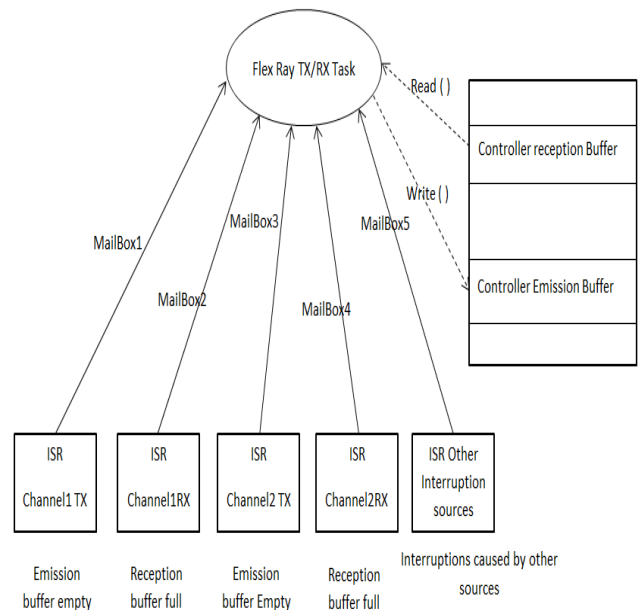 Flex Ray TX/RX Task
Read ( )
Controller reception Buffer
Write ( )
MailBox3
MailBox5
MailBox1
Controller Emission Buffer
MailBox2
MailBox4
ISR
Channel1 TX
ISR
Channel1RX
ISR
Channel2 TX
ISR
Channel2RX
ISR Other
Interruption
sources
Emission
buffer empty
Reception
buffer full
Emission
buffer Empty
Reception
buffer full
Interruptions caused by other
sources